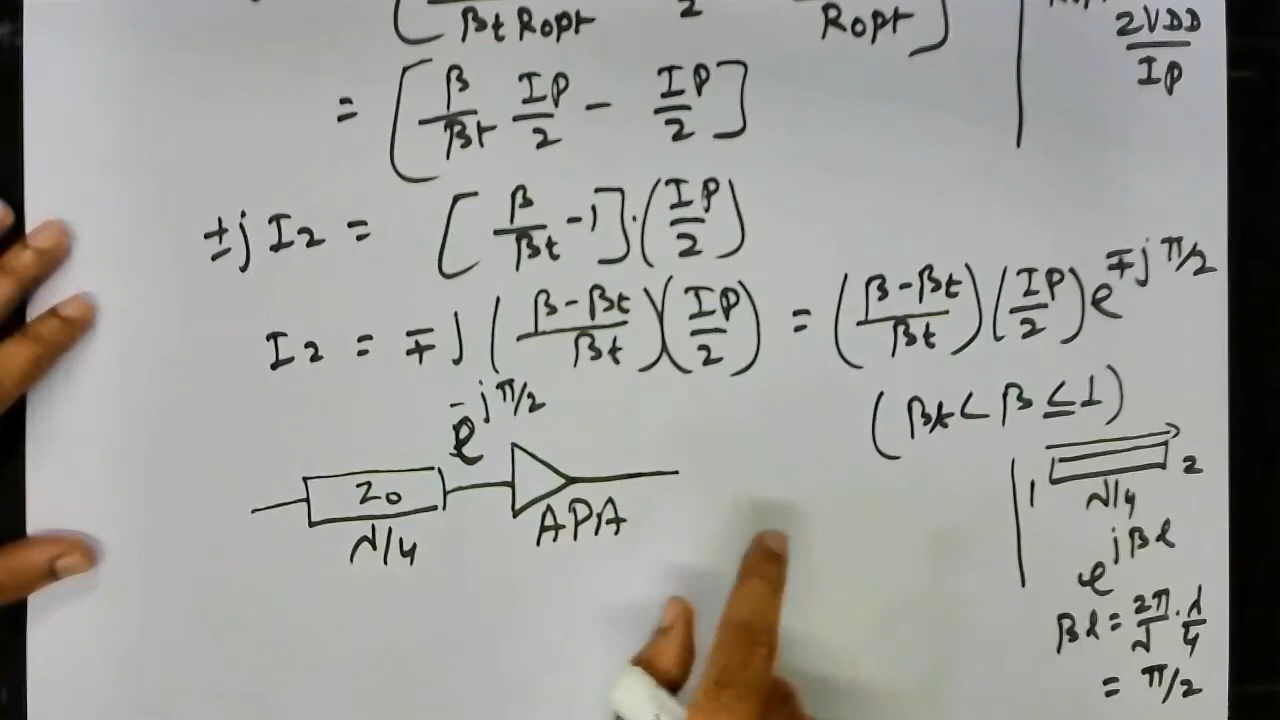 [ βt Ropt 2 Ropt ]
2VDD / IP
= [ β/βt IP/2 - IP/2 ]
±j I2 = [ β/βt - 1 ] · (IP/2)
I2 = ∓ j ( β - βt / βt ) ( IP/2 ) = ( β - βt / βt ) ( IP/2 ) e^∓jπ/2
( βt < β ≤ 1 )
e^-jπ/2
Z0
λ/4
APA
1 2
λ/4
e^jβl
βl = 2π/λ · λ/4
= π/2